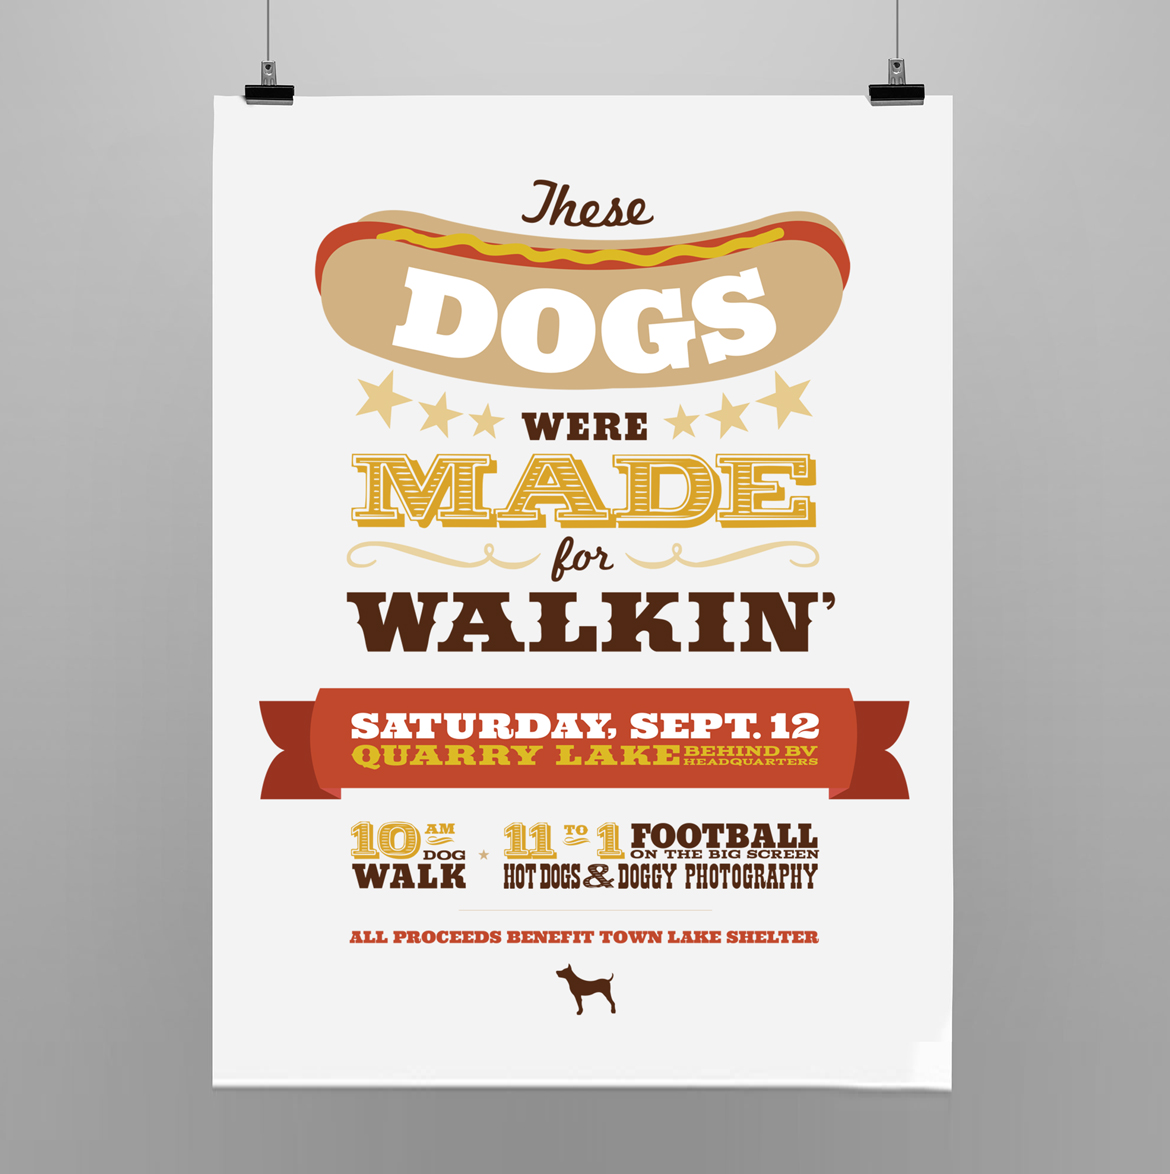 These
DOGS
WERE
MADE
for
WALKIN'
SATURDAY, SEPT. 12
QUARRY LAKE BEHIND BV HEADQUARTERS
10 AM DOG WALK
11 TO 1 FOOTBALL ON THE BIG SCREEN
HOT DOGS & DOGGY PHOTOGRAPHY
ALL PROCEEDS BENEFIT TOWN LAKE SHELTER